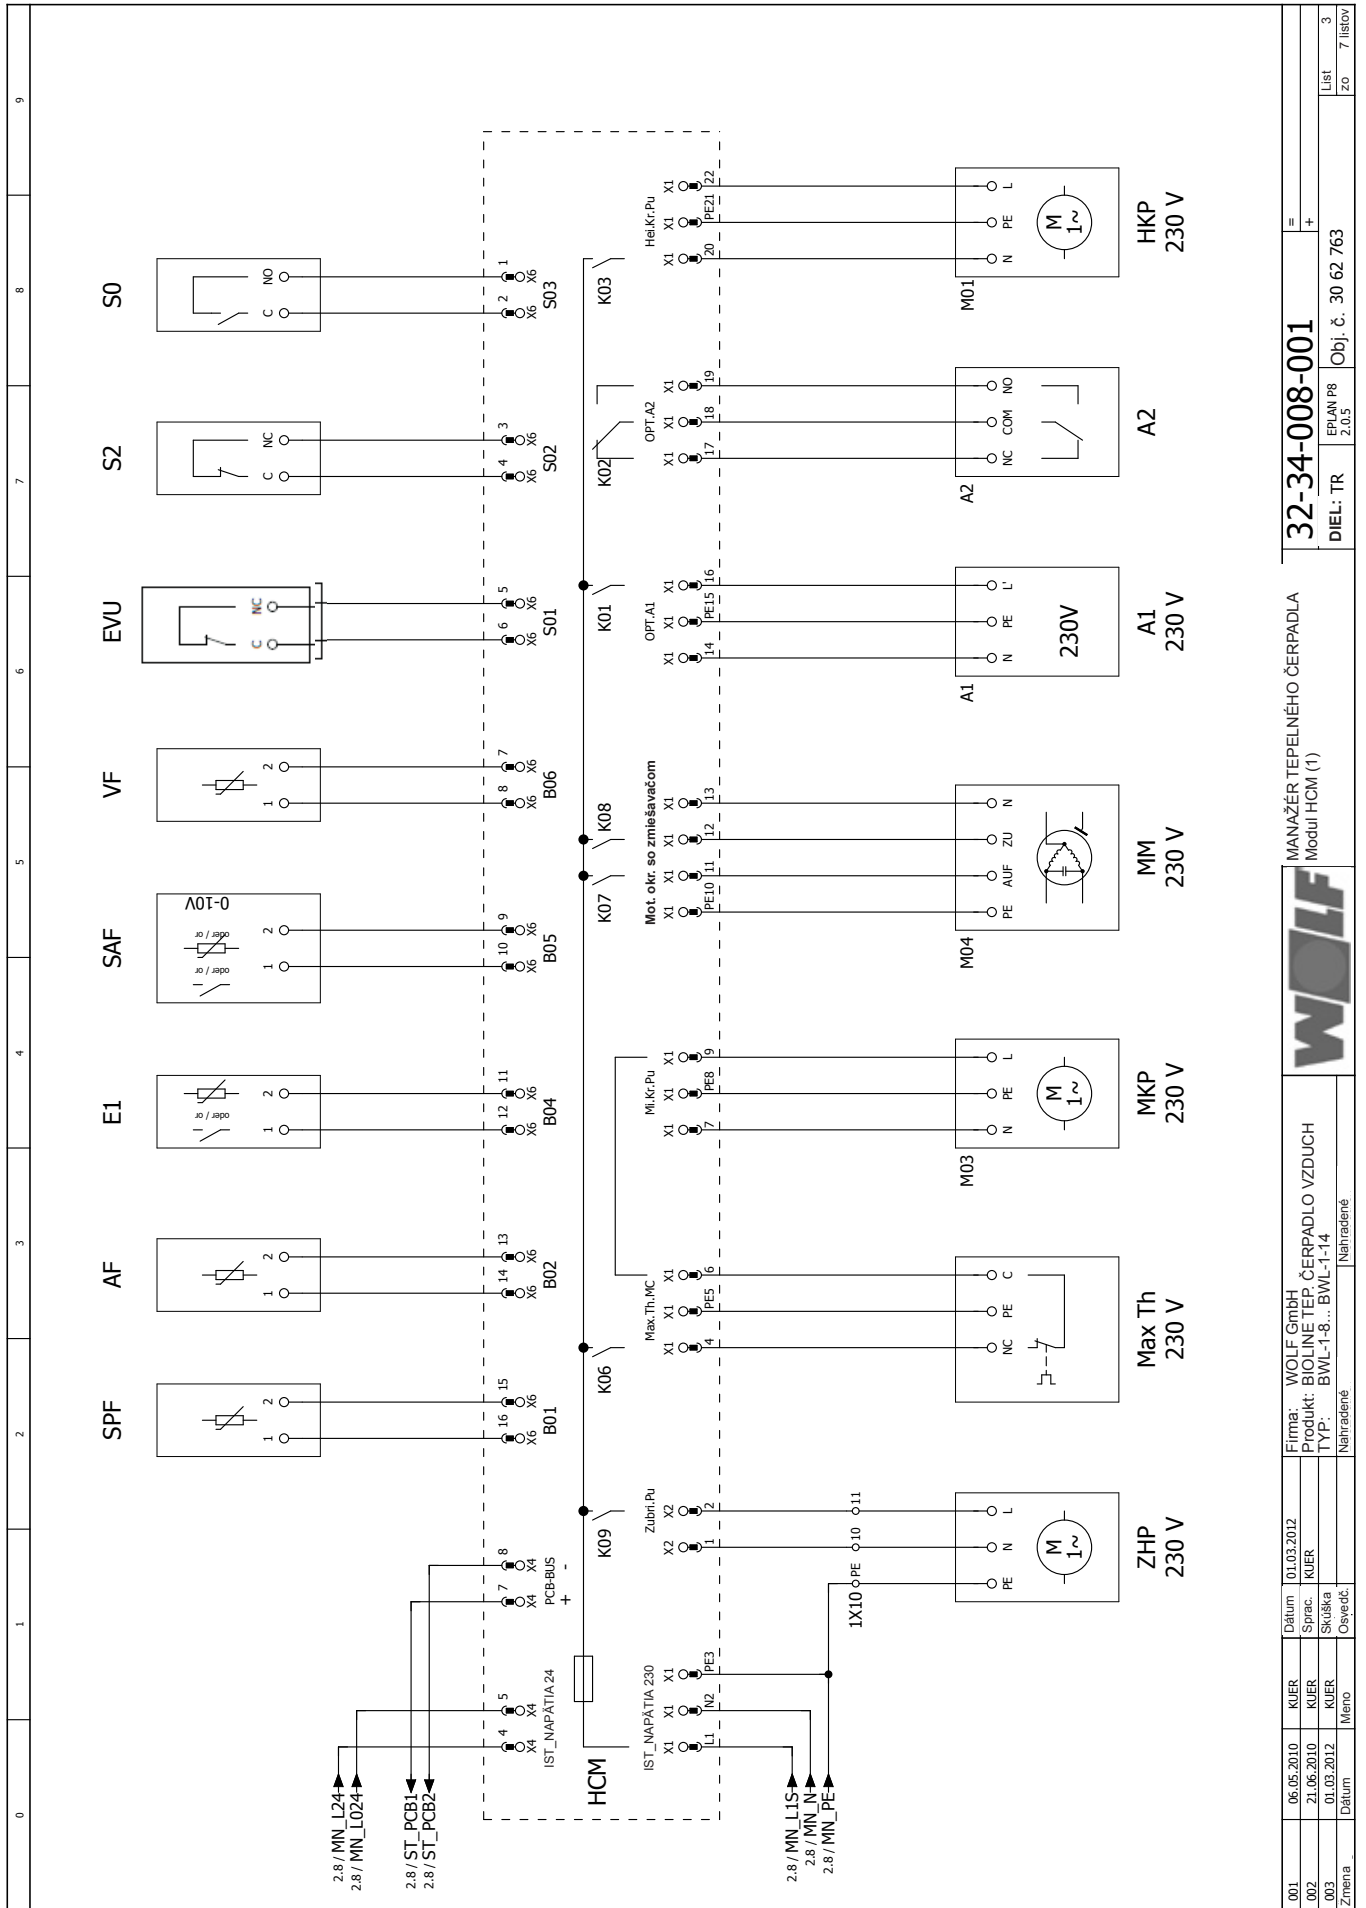 0 1 2 3 4 5 6 7 8 9
SPF AF E1 SAF VF EVU S2 S0
oder / or
oder / or
oder / or
0-10V
1 2 1 2 1 2 1 2 1 2 C NC C NC C NO
2.8 / MN_L24
2.8 / MN_L024
2.8 / ST_PCB1
2.8 / ST_PCB2
4 5 7 8 16 15 14 13 12 11 10 9 8 7 6 5 4 3 2 1
X4 X4 X4 X4 X6 X6 X6 X6 X6 X6 X6 X6 X6 X6 X6 X6 X6 X6 X6 X6
IST_NAPÄTIA 24
PCB-BUS
+ -
B01 B02 B04 B05 B06 S01 S02 S03
HCM
K09 K06 K07 K08 K01 K02 K03
IST_NAPÄTIA 230
Zubri.Pu
Max.Th.MC
Mi.Kr.Pu
Mot. okr. so zmiešavačom
OPT.A1
OPT.A2
Hei.Kr.Pu
X1 X1 X1 X2 X2 X1 X1 X1 X1 X1 X1 X1 X1 X1 X1 X1 X1 X1 X1 X1 X1 X1 X1 X1
L1 N2 PE3 1 2 4 PE5 6 7 PE8 9 PE10 11 12 13 14 PE15 16 17 18 19 20 PE21 22
2.8 / MN_L1S
2.8 / MN_N
2.8 / MN_PE
1X10 PE 10 11
M03 M04 A1 A2 M01
PE N L NC PE C N PE L PE AUF ZU N N PE L' NC COM NO N PE L
M 1~
M 1~
230V
M 1~
ZHP
230 V
Max Th
230 V
MKP
230 V
MM
230 V
A1
230 V
A2
HKP
230 V
001 06.05.2010 KUER Dátum 01.03.2012
002 21.06.2010 KUER Sprac. KUER
003 01.03.2012 KUER Skúška
Zmena Dátum Meno Osvedč.
Firma: WOLF GmbH
Produkt: BIOLINE TEP. ČERPADLO VZDUCH
TYP: BWL-1-8... BWL-1-14
Nahradené Nahradené
WOLF
MANAŽÉR TEPELNÉHO ČERPADLA
Modul HCM (1)
32-34-008-001
=
+
DIEL: TR
EPLAN P8
2.0.5
Obj. č. 30 62 763
List 3
zo 7 listov